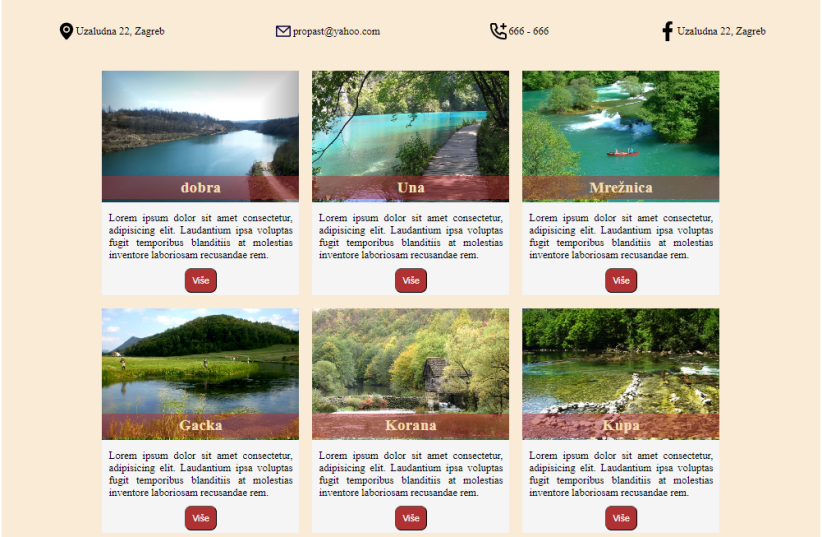 Uzaludna 22, Zagreb
propast@yahoo.com
666 - 666
Uzaludna 22, Zagreb
dobra
Lorem ipsum dolor sit amet consectetur,
adipisicing elit. Laudantium ipsa voluptas
fugit temporibus blanditiis at molestias
inventore laboriosam recusandae rem.
Više
Una
Lorem ipsum dolor sit amet consectetur,
adipisicing elit. Laudantium ipsa voluptas
fugit temporibus blanditiis at molestias
inventore laboriosam recusandae rem.
Više
Mrežnica
Lorem ipsum dolor sit amet consectetur,
adipisicing elit. Laudantium ipsa voluptas
fugit temporibus blanditiis at molestias
inventore laboriosam recusandae rem.
Više
Gacka
Lorem ipsum dolor sit amet consectetur,
adipisicing elit. Laudantium ipsa voluptas
fugit temporibus blanditiis at molestias
inventore laboriosam recusandae rem.
Više
Korana
Lorem ipsum dolor sit amet consectetur,
adipisicing elit. Laudantium ipsa voluptas
fugit temporibus blanditiis at molestias
inventore laboriosam recusandae rem.
Više
Kupa
Lorem ipsum dolor sit amet consectetur,
adipisicing elit. Laudantium ipsa voluptas
fugit temporibus blanditiis at molestias
inventore laboriosam recusandae rem.
Više